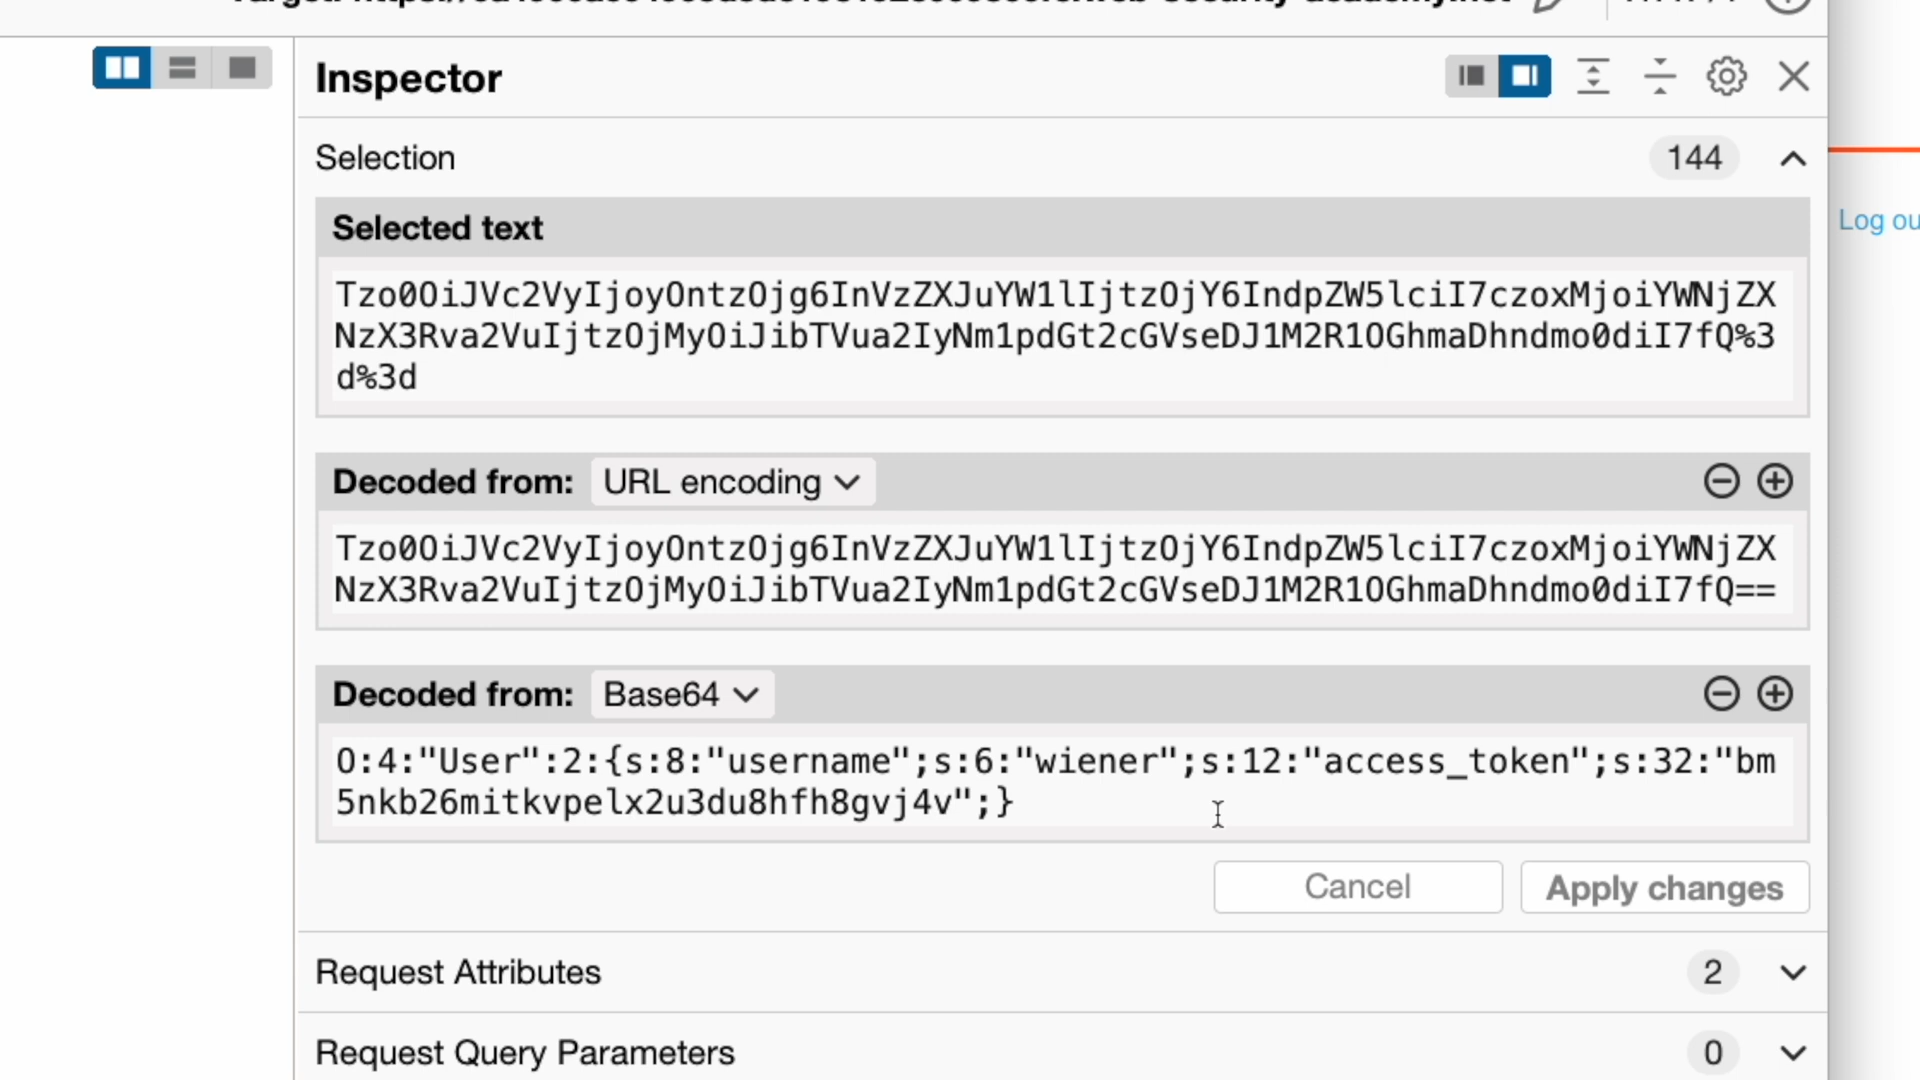 Inspector
Selection
144
Log ou
Selected text
Tzo0OiJVc2VyIjoyOntzOjg6InVzZXJuYW1lIjtzOjY6IndpZW5lciI7czoxMjoiYWNjZX
NzX3Rva2VuIjtzOjMyOiJibTVua2IyNm1pdGt2cGVseDJ1M2R1OGhmaDhndmo0diI7fQ%3
d%3d
Decoded from: URL encoding
Tzo0OiJVc2VyIjoyOntzOjg6InVzZXJuYW1lIjtzOjY6IndpZW5lciI7czoxMjoiYWNjZX
NzX3Rva2VuIjtzOjMyOiJibTVua2IyNm1pdGt2cGVseDJ1M2R1OGhmaDhndmo0diI7fQ==
Decoded from: Base64
O:4:"User":2:{s:8:"username";s:6:"wiener";s:12:"access_token";s:32:"bm
5nkb26mitkvpelx2u3du8hfh8gvj4v";}
Cancel
Apply changes
Request Attributes
2
Request Query Parameters
0